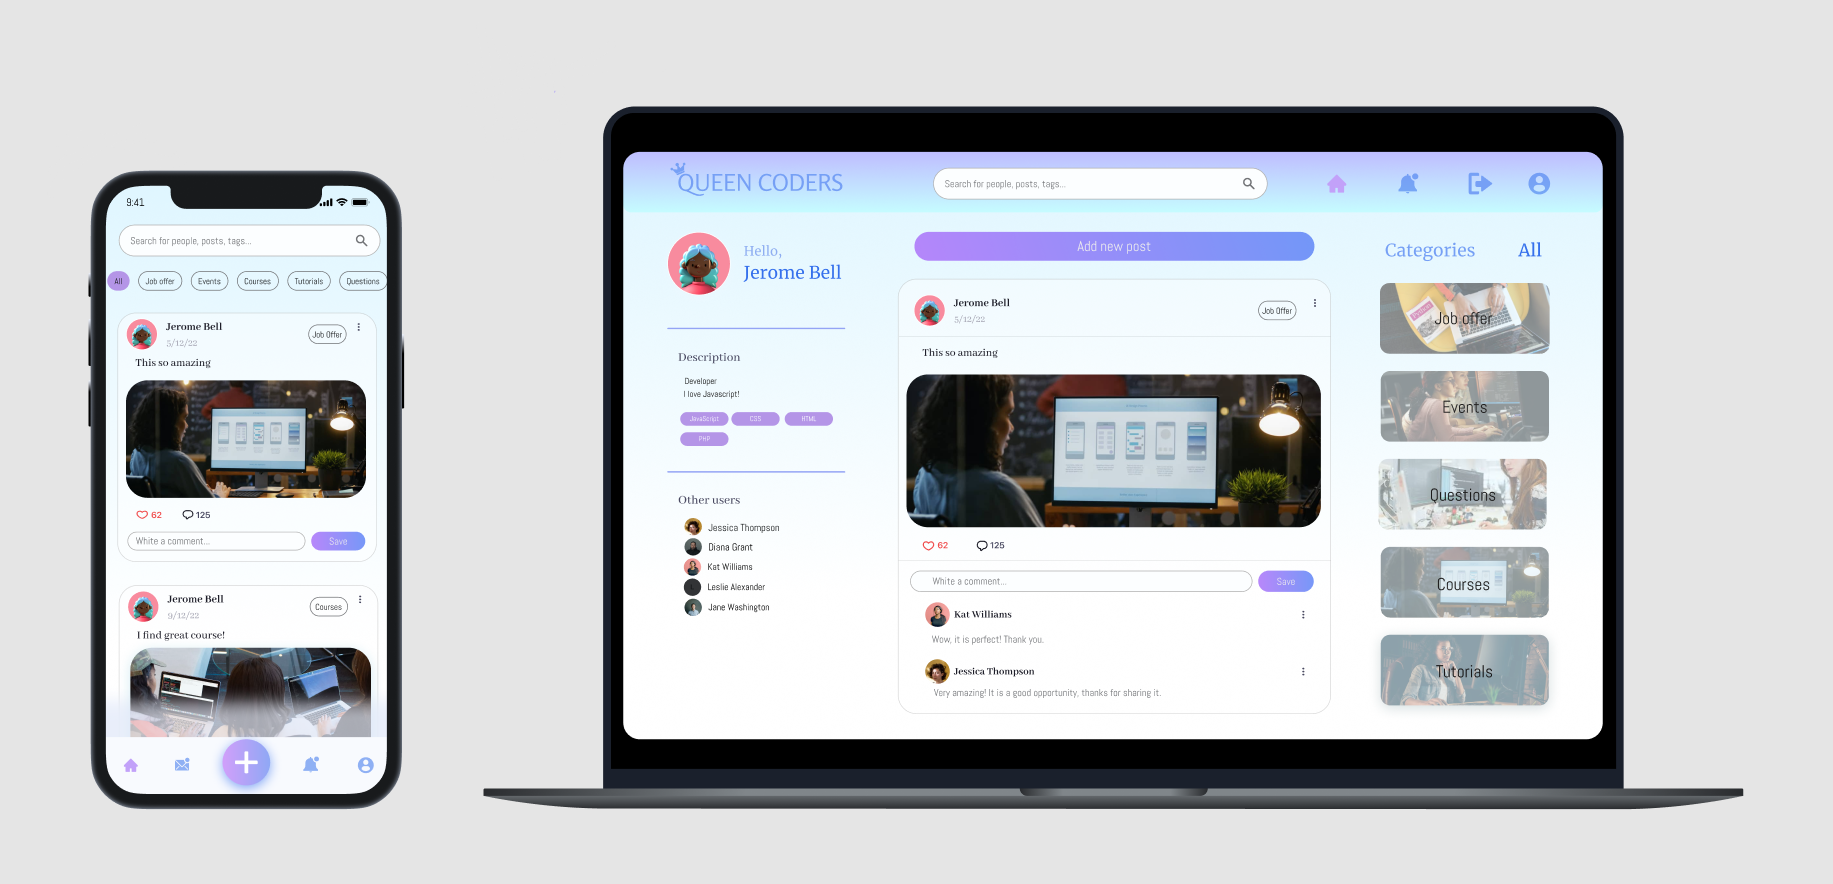 9:41
Search for people, posts, tags...
All Job offer Events Courses Tutorials Questions
Jerome Bell
5/12/22
Job Offer
This so amazing
62 125
White a comment... Save
Jerome Bell
9/12/22
Courses
I find great course!
QUEEN CODERS
Search for people, posts, tags...
Hello,
Jerome Bell
Description
Developer
I love Javascript!
JavaScript CSS HTML
PHP
Other users
Jessica Thompson
Diana Grant
Kat Williams
Leslie Alexander
Jane Washington
Add new post
Jerome Bell
5/12/22
Job Offer
This so amazing
62 125
White a comment... Save
Kat Williams
Wow, it is perfect! Thank you.
Jessica Thompson
Very amazing! It is a good opportunity, thanks for sharing it.
Categories All
Job offer
Events
Questions
Courses
Tutorials